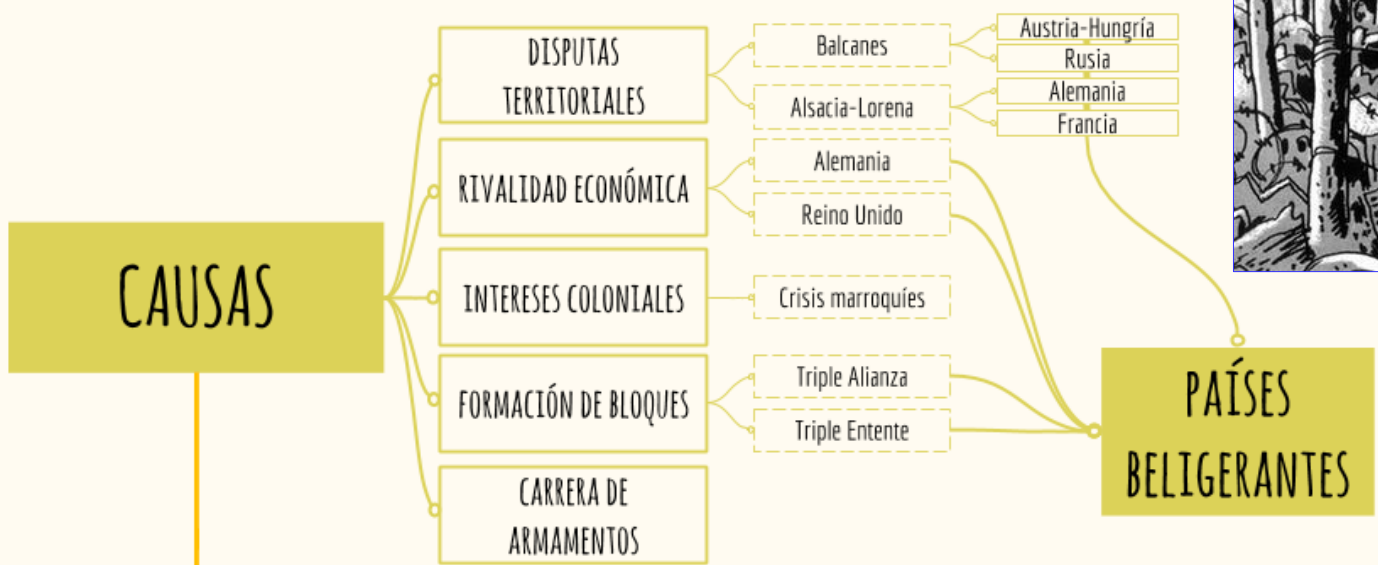 CAUSAS
DISPUTAS
TERRITORIALES
Balcanes
Austria-Hungría
Rusia
Alsacia-Lorena
Alemania
Francia
RIVALIDAD ECONÓMICA
Alemania
Reino Unido
INTERESES COLONIALES
Crisis marroquíes
FORMACIÓN DE BLOQUES
Triple Alianza
Triple Entente
CARRERA DE
ARMAMENTOS
PAÍSES
BELIGERANTES